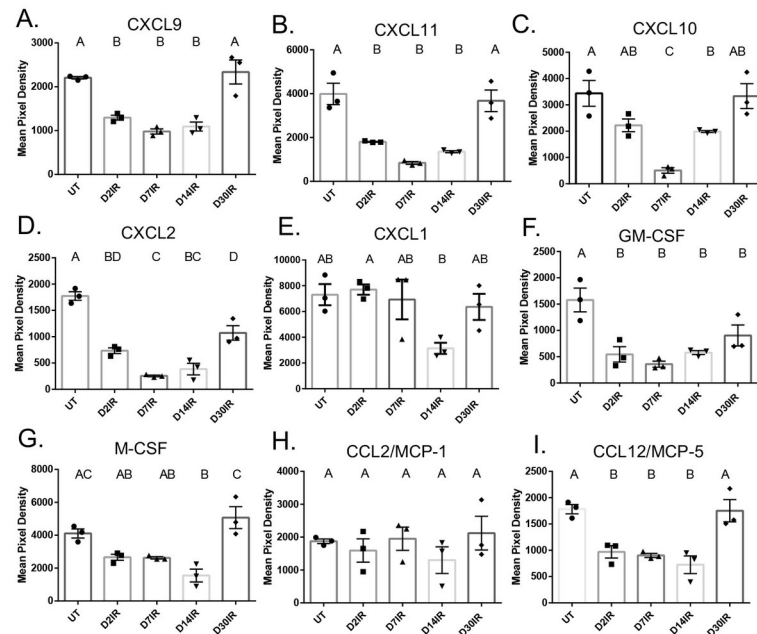 A.
CXCL9
A B B B A
Mean Pixel Density
3000
2000
1000
0
UT D2IR D7IR D14IR D30IR
B.
CXCL11
A B B B A
Mean Pixel Density
6000
4000
2000
0
UT D2IR D7IR D14IR D30IR
C.
CXCL10
A AB C B AB
Mean Pixel Density
5000
4000
3000
2000
1000
0
UT D2IR D7IR D14IR D30IR
D.
CXCL2
A BD C BC D
Mean Pixel Density
2500
2000
1500
1000
500
0
UT D2IR D7IR D14IR D30IR
E.
CXCL1
AB A AB B AB
Mean Pixel Density
10000
8000
6000
4000
2000
0
UT D2IR D7IR D14IR D30IR
F.
GM-CSF
A B B B B
Mean Pixel Density
2000
1500
1000
500
0
UT D2IR D7IR D14IR D30IR
G.
M-CSF
AC AB AB B C
Mean Pixel Density
8000
6000
4000
2000
0
UT D2IR D7IR D14IR D30IR
H.
CCL2/MCP-1
A A A A A
Mean Pixel Density
4000
3000
2000
1000
0
UT D2IR D7IR D14IR D30IR
I.
CCL12/MCP-5
A B B B A
Mean Pixel Density
2500
2000
1500
1000
500
0
UT D2IR D7IR D14IR D30IR